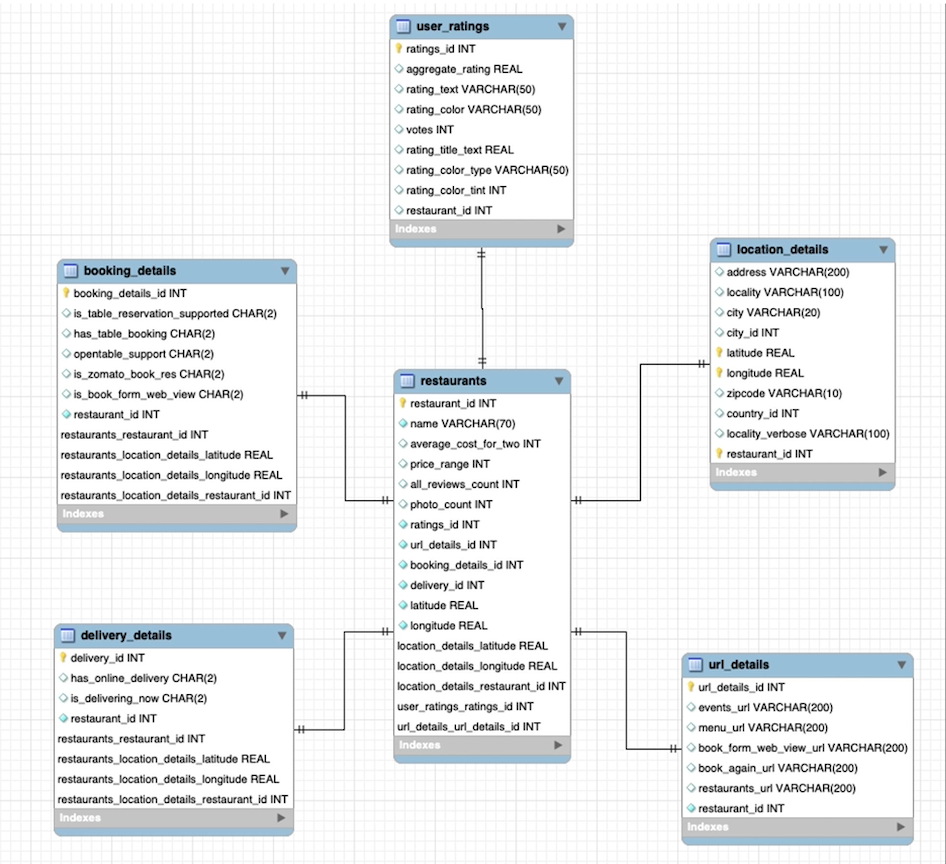 user_ratings
ratings_id INT
aggregate_rating REAL
rating_text VARCHAR(50)
rating_color VARCHAR(50)
votes INT
rating_title_text REAL
rating_color_type VARCHAR(50)
rating_color_tint INT
restaurant_id INT
Indexes
booking_details
booking_details_id INT
is_table_reservation_supported CHAR(2)
has_table_booking CHAR(2)
opentable_support CHAR(2)
is_zomato_book_res CHAR(2)
is_book_form_web_view CHAR(2)
restaurant_id INT
restaurants_restaurant_id INT
restaurants_location_details_latitude REAL
restaurants_location_details_longitude REAL
restaurants_location_details_restaurant_id INT
Indexes
location_details
address VARCHAR(200)
locality VARCHAR(100)
city VARCHAR(20)
city_id INT
latitude REAL
longitude REAL
zipcode VARCHAR(10)
country_id INT
locality_verbose VARCHAR(100)
restaurant_id INT
Indexes
restaurants
restaurant_id INT
name VARCHAR(70)
average_cost_for_two INT
price_range INT
all_reviews_count INT
photo_count INT
ratings_id INT
url_details_id INT
booking_details_id INT
delivery_id INT
latitude REAL
longitude REAL
location_details_latitude REAL
location_details_longitude REAL
location_details_restaurant_id INT
user_ratings_ratings_id INT
url_details_url_details_id INT
Indexes
delivery_details
delivery_id INT
has_online_delivery CHAR(2)
is_delivering_now CHAR(2)
restaurant_id INT
restaurants_restaurant_id INT
restaurants_location_details_latitude REAL
restaurants_location_details_longitude REAL
restaurants_location_details_restaurant_id INT
Indexes
url_details
url_details_id INT
events_url VARCHAR(200)
menu_url VARCHAR(200)
book_form_web_view_url VARCHAR(200)
book_again_url VARCHAR(200)
restaurants_url VARCHAR(200)
restaurant_id INT
Indexes